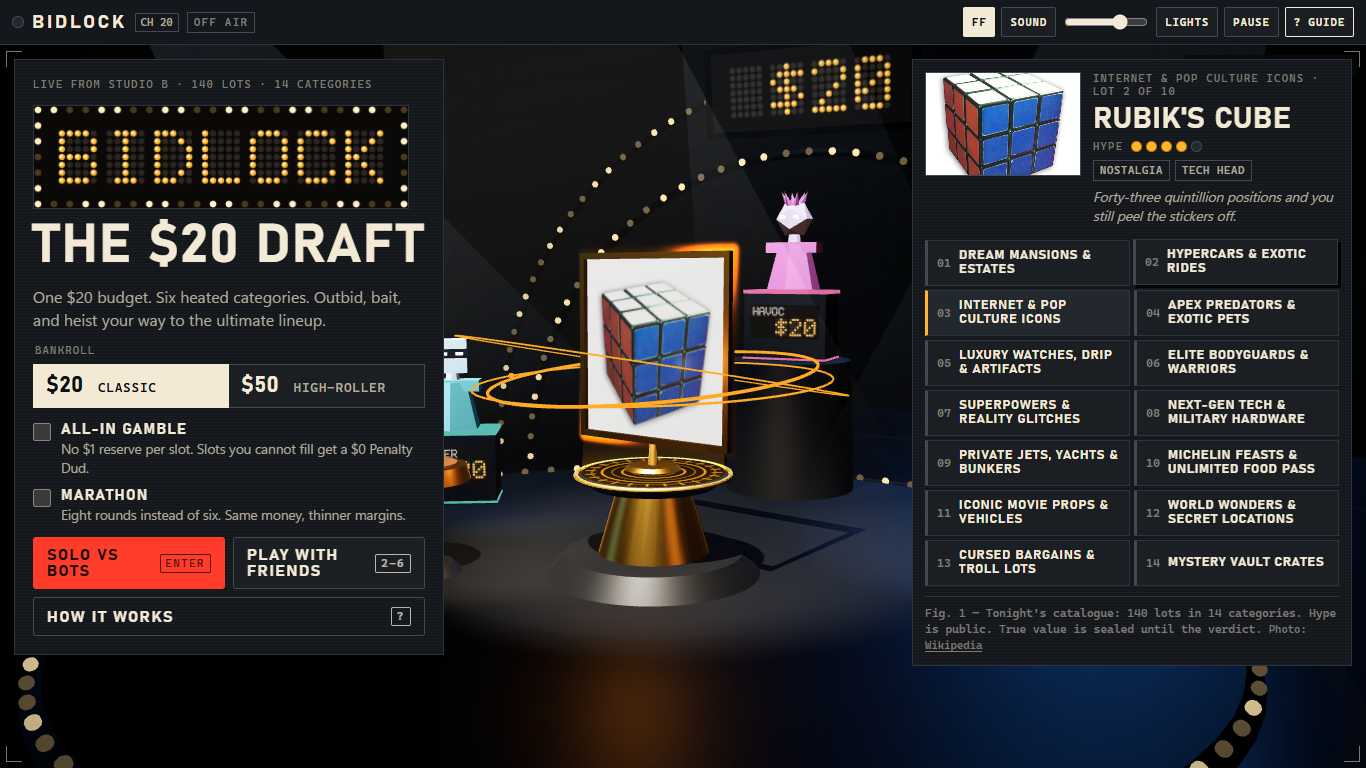 BIDLOCK CH 20 OFF AIR
FF SOUND LIGHTS PAUSE ? GUIDE
LIVE FROM STUDIO B · 140 LOTS · 14 CATEGORIES
BIDLOCK
THE $20 DRAFT
One $20 budget. Six heated categories. Outbid, bait,
and heist your way to the ultimate lineup.
BANKROLL
$20 CLASSIC
$50 HIGH-ROLLER
ALL-IN GAMBLE
No $1 reserve per slot. Slots you cannot fill get a $0 Penalty
Dud.
MARATHON
Eight rounds instead of six. Same money, thinner margins.
SOLO VS
BOTS
ENTER
PLAY WITH
FRIENDS
2–6
HOW IT WORKS ?
$20
HAVOC
$20
INTERNET & POP CULTURE ICONS ·
LOT 2 OF 10
RUBIK'S CUBE
HYPE
NOSTALGIA TECH HEAD
Forty-three quintillion positions and you
still peel the stickers off.
01 DREAM MANSIONS &
ESTATES
02 HYPERCARS & EXOTIC
RIDES
03 INTERNET & POP
CULTURE ICONS
04 APEX PREDATORS &
EXOTIC PETS
05 LUXURY WATCHES, DRIP
& ARTIFACTS
06 ELITE BODYGUARDS &
WARRIORS
07 SUPERPOWERS &
REALITY GLITCHES
08 NEXT-GEN TECH &
MILITARY HARDWARE
09 PRIVATE JETS, YACHTS &
BUNKERS
10 MICHELIN FEASTS &
UNLIMITED FOOD PASS
11 ICONIC MOVIE PROPS &
VEHICLES
12 WORLD WONDERS &
SECRET LOCATIONS
13 CURSED BARGAINS &
TROLL LOTS
14 MYSTERY VAULT CRATES
Fig. 1 — Tonight's catalogue: 140 lots in 14 categories. Hype
is public. True value is sealed until the verdict. Photo:
Wikipedia